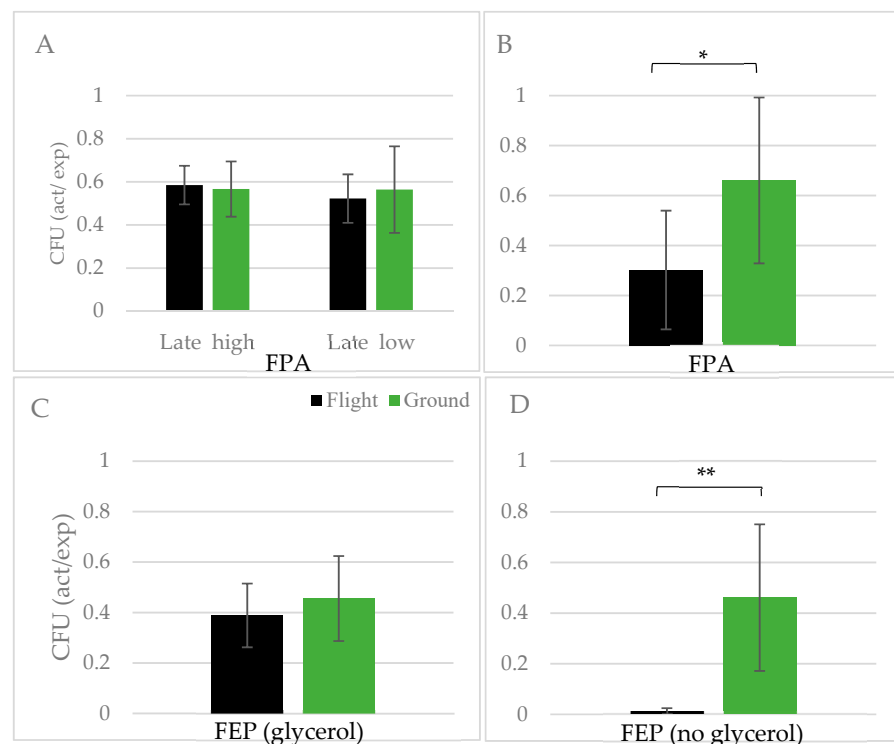 A
CFU (act/ exp)
1
0.8
0.6
0.4
0.2
0
Late high
Late low
FPA
B
*
1
0.8
0.6
0.4
0.2
0
FPA
C
Flight
Ground
CFU (act/exp)
1
0.8
0.6
0.4
0.2
0
FEP (glycerol)
D
**
1
0.8
0.6
0.4
0.2
0
FEP (no glycerol)